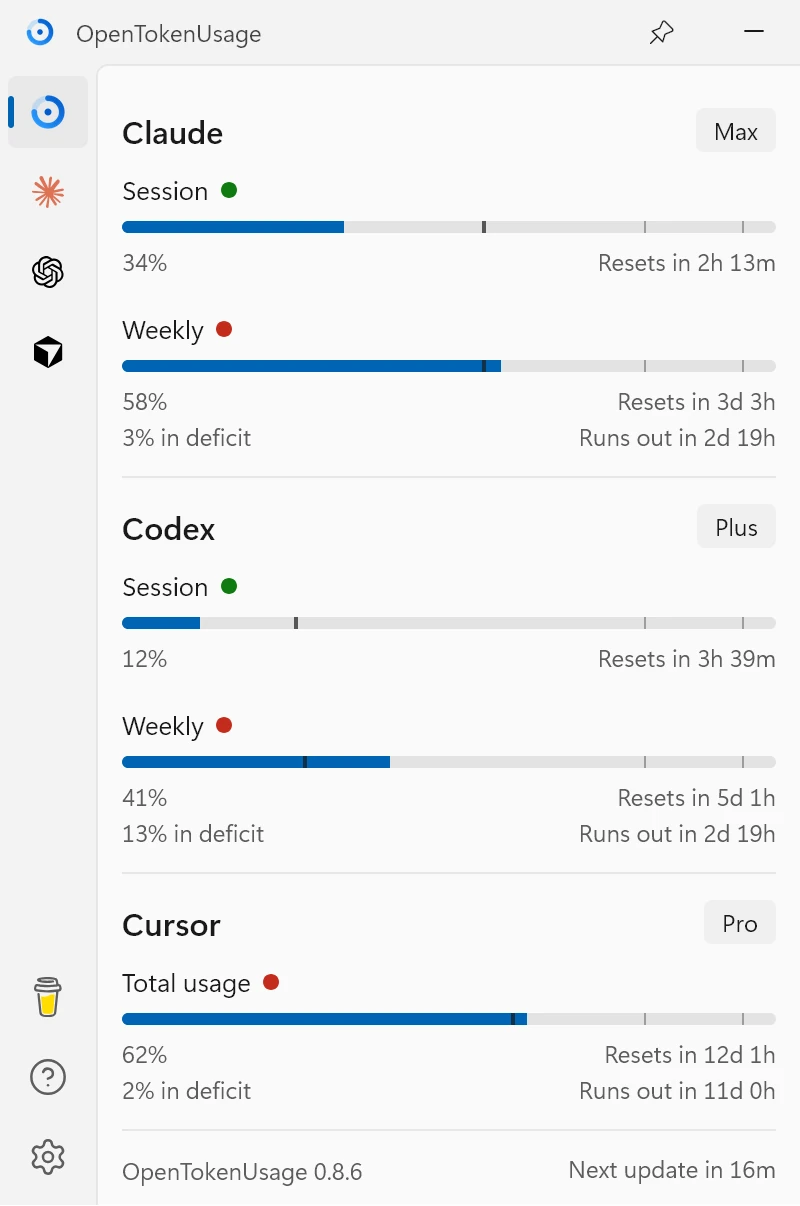 OpenTokenUsage
Claude
Max
Session
34%
Resets in 2h 13m
Weekly
58%
Resets in 3d 3h
3% in deficit
Runs out in 2d 19h
Codex
Plus
Session
12%
Resets in 3h 39m
Weekly
41%
Resets in 5d 1h
13% in deficit
Runs out in 2d 19h
Cursor
Pro
Total usage
62%
Resets in 12d 1h
2% in deficit
Runs out in 11d 0h
OpenTokenUsage 0.8.6
Next update in 16m